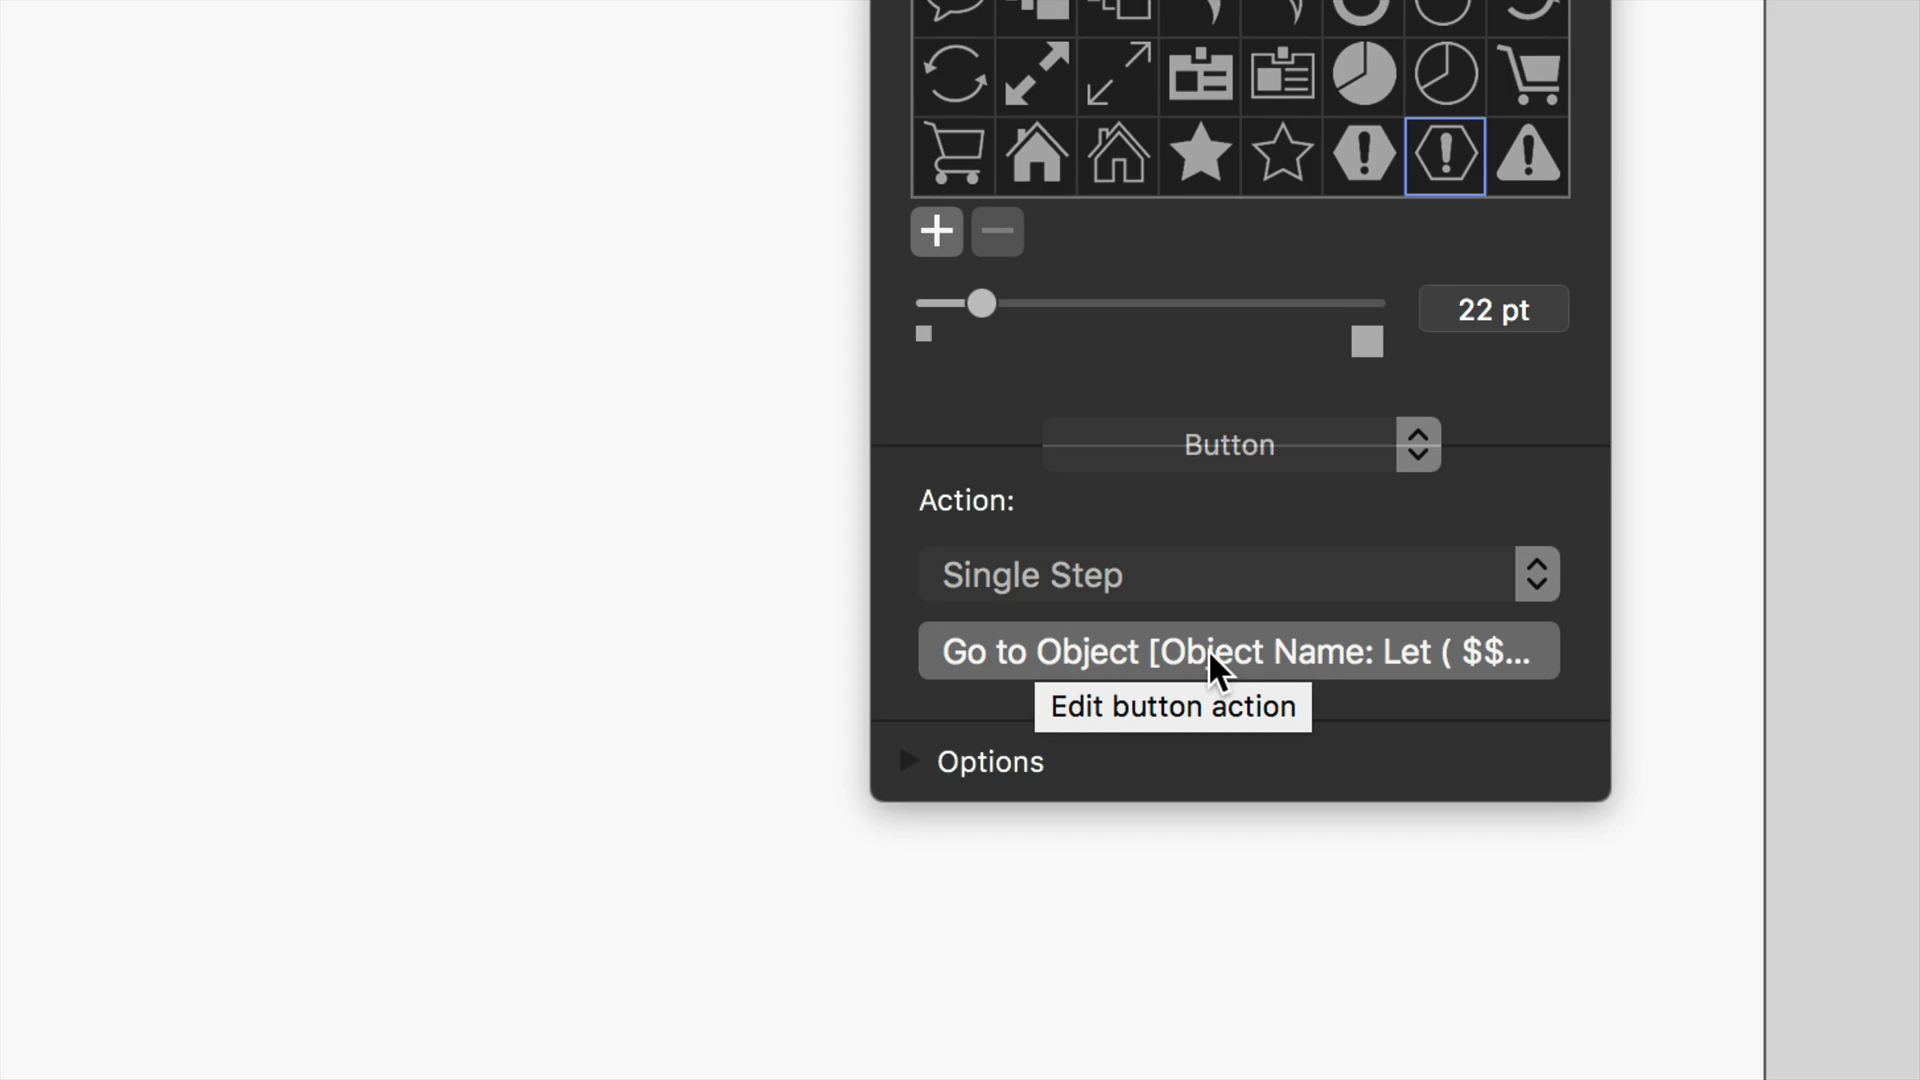 22 pt
Button
Action:
Single Step
Go to Object [Object Name: Let ( $$...
Edit button action
Options